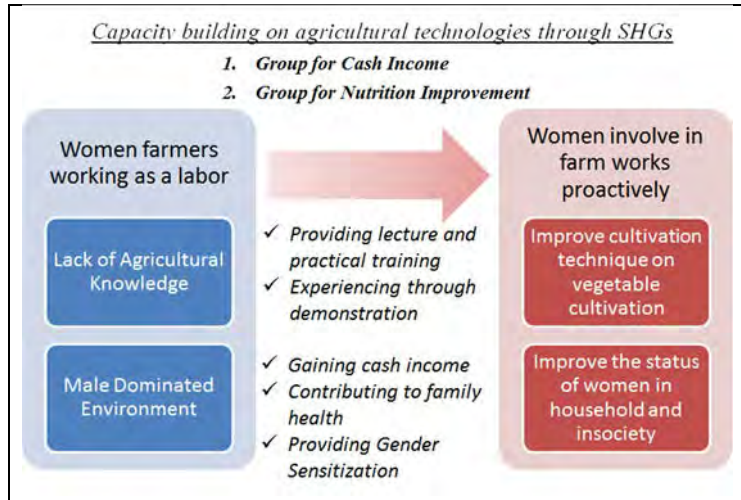 Capacity building on agricultural technologies through SHGs
1. Group for Cash Income
2. Group for Nutrition Improvement
Women farmers
working as a labor
Lack of Agricultural
Knowledge
Male Dominated
Environment
✓ Providing lecture and
practical training
✓ Experiencing through
demonstration
✓ Gaining cash income
✓ Contributing to family
health
✓ Providing Gender
Sensitization
Women involve in
farm works
proactively
Improve cultivation
technique on
vegetable
cultivation
Improve the status
of women in
household and
insociety